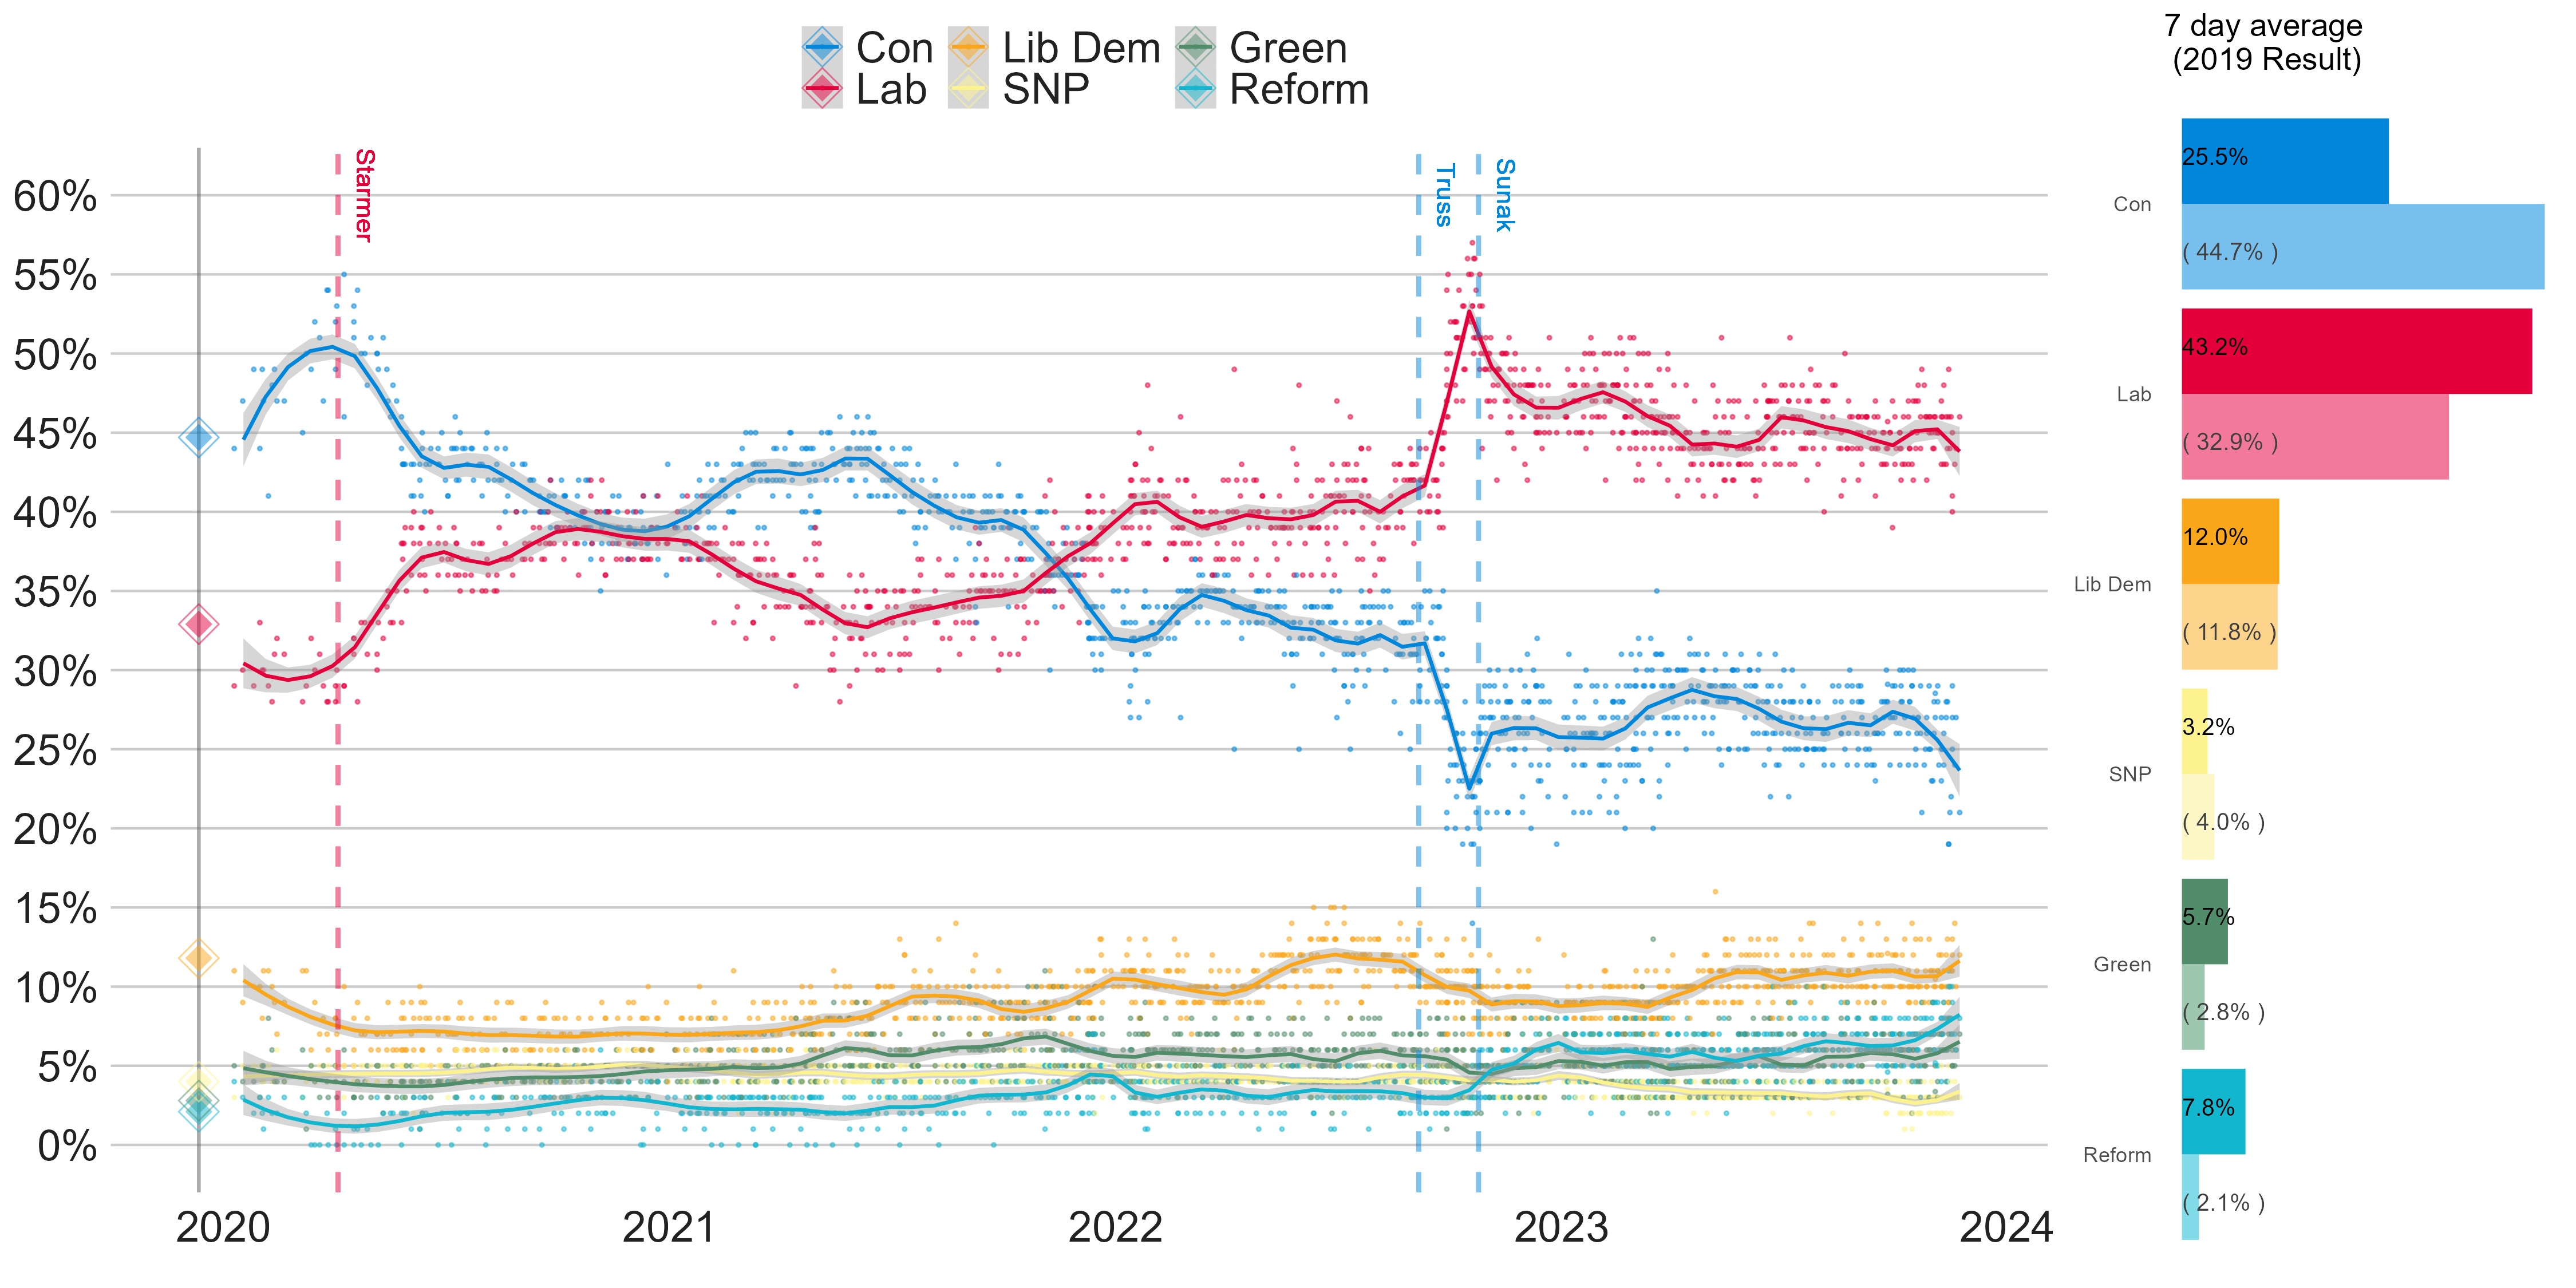 Con Lib Dem Green
Lab SNP Reform
7 day average
(2019 Result)
Starmer
Truss
Sunak
60%
55%
50%
45%
40%
35%
30%
25%
20%
15%
10%
5%
0%
2020 2021 2022 2023 2024
Con
25.5%
( 44.7% )
Lab
43.2%
( 32.9% )
Lib Dem
12.0%
( 11.8% )
SNP
3.2%
( 4.0% )
Green
5.7%
( 2.8% )
Reform
7.8%
( 2.1% )